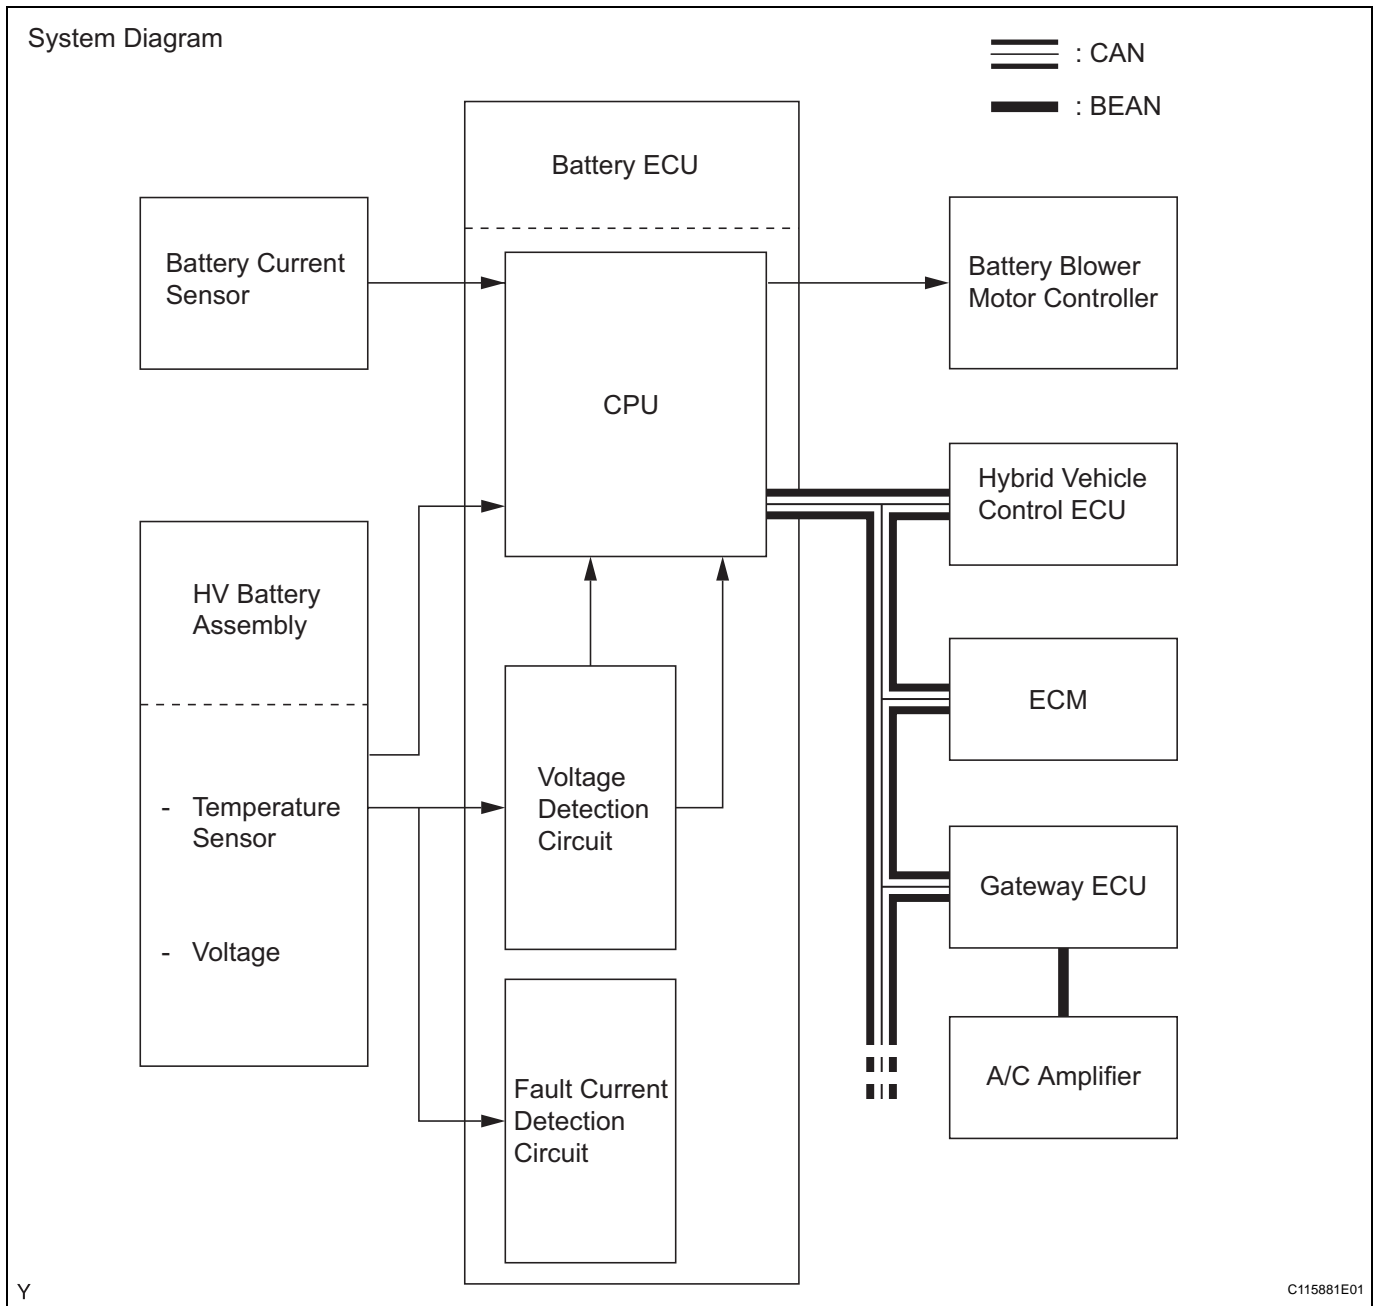 System Diagram
: CAN
: BEAN
Battery ECU
Battery Current
Sensor
CPU
Battery Blower
Motor Controller
Hybrid Vehicle
Control ECU
HV Battery
Assembly
- Temperature
Sensor
- Voltage
Voltage
Detection
Circuit
Fault Current
Detection
Circuit
ECM
Gateway ECU
A/C Amplifier
Y
C115881E01